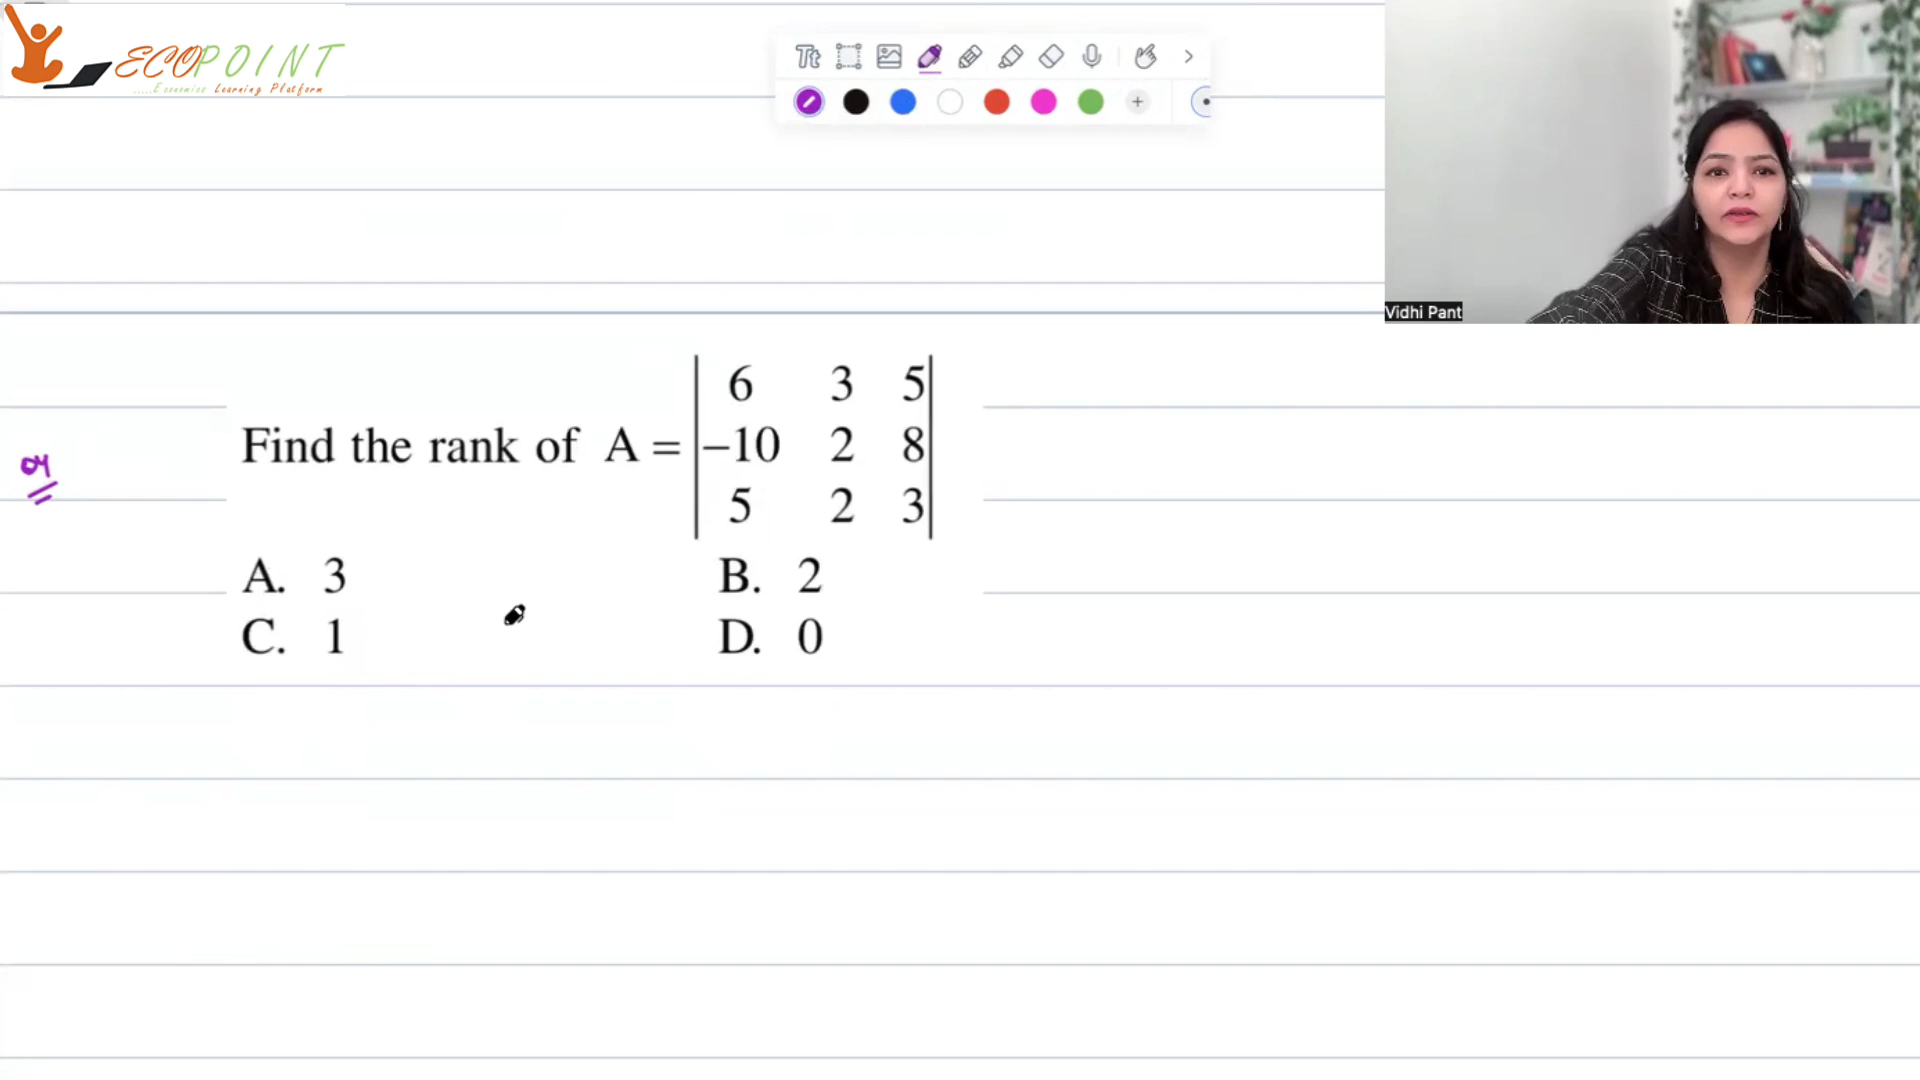 ECOPOINT
.....Economics Learning Platform
Tt
Vidhi Pant
Find the rank of A = | 6 3 5 |
| −10 2 8 |
| 5 2 3 |
A. 3 B. 2
C. 1 D. 0